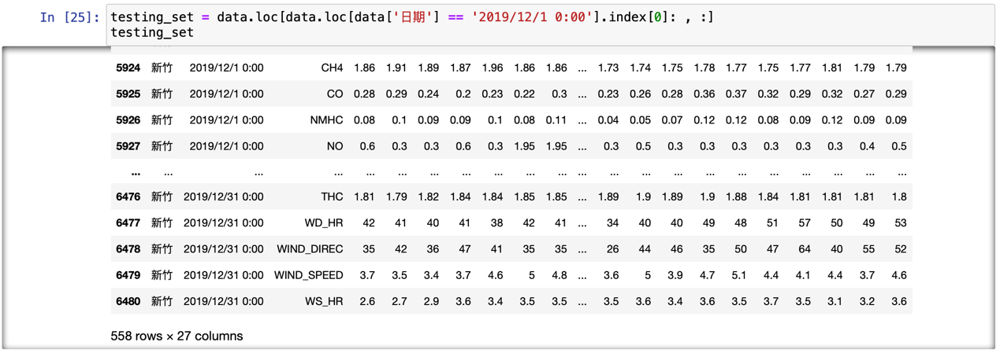 In [25]: testing_set = data.loc[data.loc[data['日期'] == '2019/12/1 0:00'].index[0]: , :]
testing_set
5924 新竹 2019/12/1 0:00 CH4 1.86 1.91 1.89 1.87 1.96 1.86 1.86 ... 1.73 1.74 1.75 1.78 1.77 1.75 1.77 1.81 1.79 1.79
5925 新竹 2019/12/1 0:00 CO 0.28 0.29 0.24 0.2 0.23 0.22 0.3 ... 0.23 0.26 0.28 0.36 0.37 0.32 0.29 0.32 0.27 0.29
5926 新竹 2019/12/1 0:00 NMHC 0.08 0.1 0.09 0.09 0.1 0.08 0.11 ... 0.04 0.05 0.07 0.12 0.12 0.08 0.09 0.12 0.09 0.09
5927 新竹 2019/12/1 0:00 NO 0.6 0.3 0.3 0.6 0.3 1.95 1.95 ... 0.3 0.5 0.3 0.3 0.3 0.3 0.3 0.3 0.4 0.5
... ... ... ... ... ... ... ... ... ... ... ... ... ... ... ... ... ... ... ... ... ...
6476 新竹 2019/12/31 0:00 THC 1.81 1.79 1.82 1.84 1.84 1.85 1.85 ... 1.89 1.9 1.89 1.9 1.88 1.84 1.81 1.81 1.81 1.8
6477 新竹 2019/12/31 0:00 WD_HR 42 41 40 41 38 42 41 ... 34 40 40 49 48 51 57 50 49 53
6478 新竹 2019/12/31 0:00 WIND_DIREC 35 42 36 47 41 35 35 ... 26 44 46 35 50 47 64 40 55 52
6479 新竹 2019/12/31 0:00 WIND_SPEED 3.7 3.5 3.4 3.7 4.6 5 4.8 ... 3.6 5 3.9 4.7 5.1 4.4 4.1 4.4 3.7 4.6
6480 新竹 2019/12/31 0:00 WS_HR 2.6 2.7 2.9 3.6 3.4 3.5 3.5 ... 3.5 3.6 3.4 3.6 3.5 3.7 3.5 3.1 3.2 3.6
558 rows × 27 columns